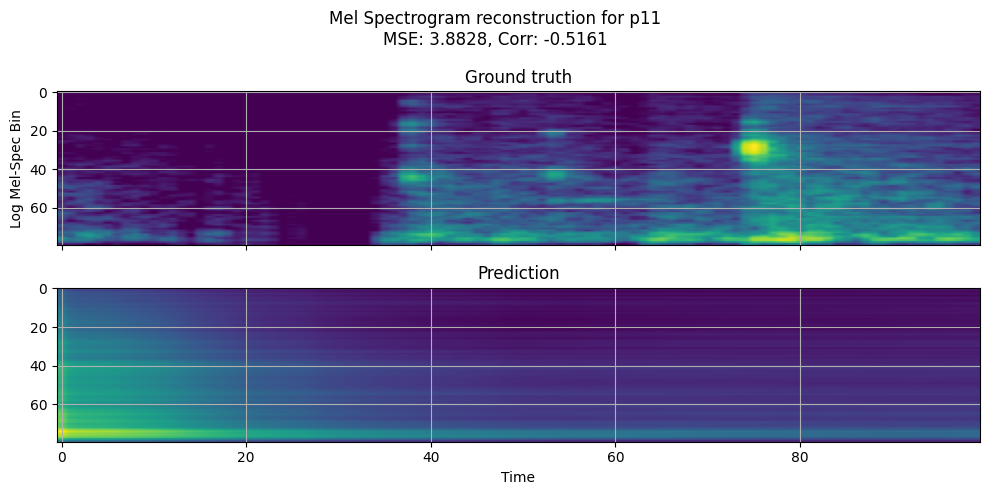 Mel Spectrogram reconstruction for p11
MSE: 3.8828, Corr: -0.5161
Ground truth
Log Mel-Spec Bin
0
20
40
60
Prediction
0
20
40
60
0 20 40 60 80
Time